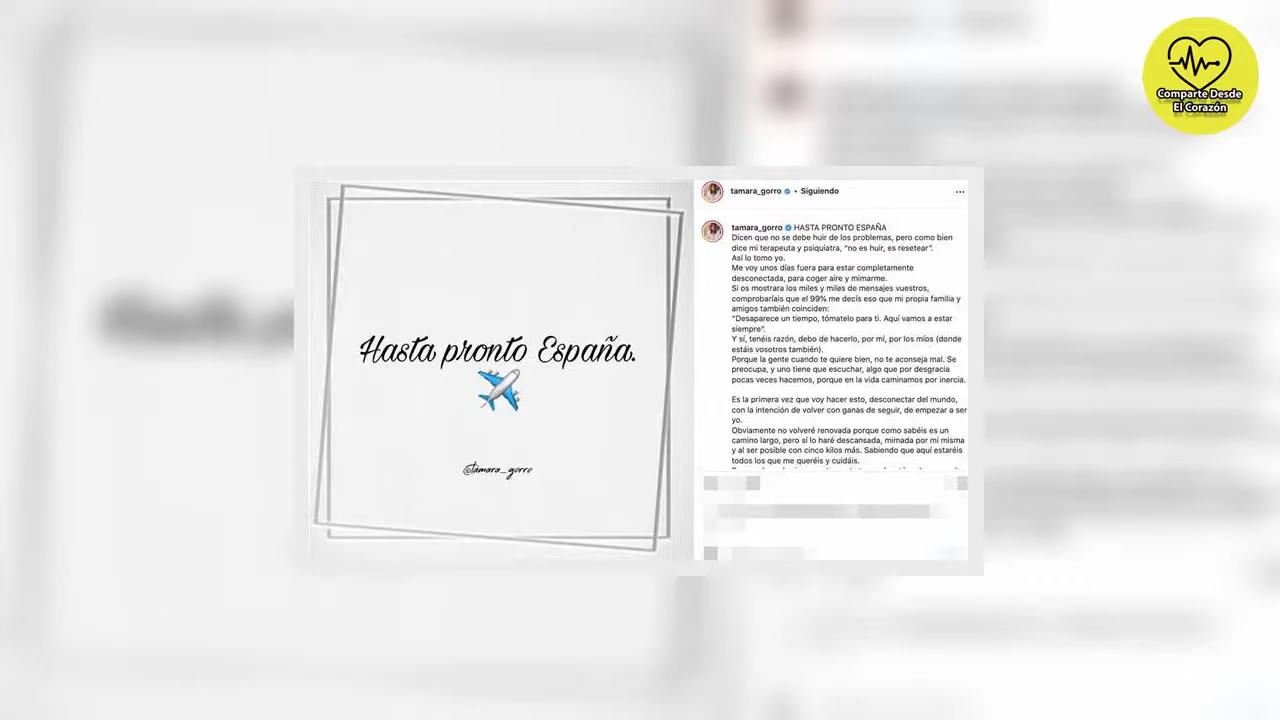 Comparte Desde
El Corazón
Hasta pronto España.
@tamara_gorro
tamara_gorro • Siguiendo
tamara_gorro HASTA PRONTO ESPAÑA
Dicen que no se debe huir de los problemas, pero como bien
dice mi terapeuta y psiquiatra, “no es huir, es resetear”.
Así lo tomo yo.
Me voy unos días fuera para estar completamente
desconectada, para coger aire y mimarme.
Si os mostrara los miles y miles de mensajes vuestros,
comprobaríais que el 99% me decís eso que mi propia familia y
amigos también coinciden:
“Desaparece un tiempo, tómatelo para ti. Aquí vamos a estar
siempre”.
Y sí, tenéis razón, debo de hacerlo, por mí, por los míos (donde
estáis vosotros también).
Porque la gente cuando te quiere bien, no te aconseja mal. Se
preocupa, y uno tiene que escuchar, algo que por desgracia
pocas veces hacemos, porque en la vida caminamos por inercia.
Es la primera vez que voy hacer esto, desconectar del mundo,
con la intención de volver con ganas de seguir, de empezar a ser
yo.
Obviamente no volveré renovada porque como sabéis es un
camino largo, pero sí lo haré descansada, mimada por mi misma
y al ser posible con cinco kilos más. Sabiendo que aquí estaréis
todos los que me queréis y cuidáis.